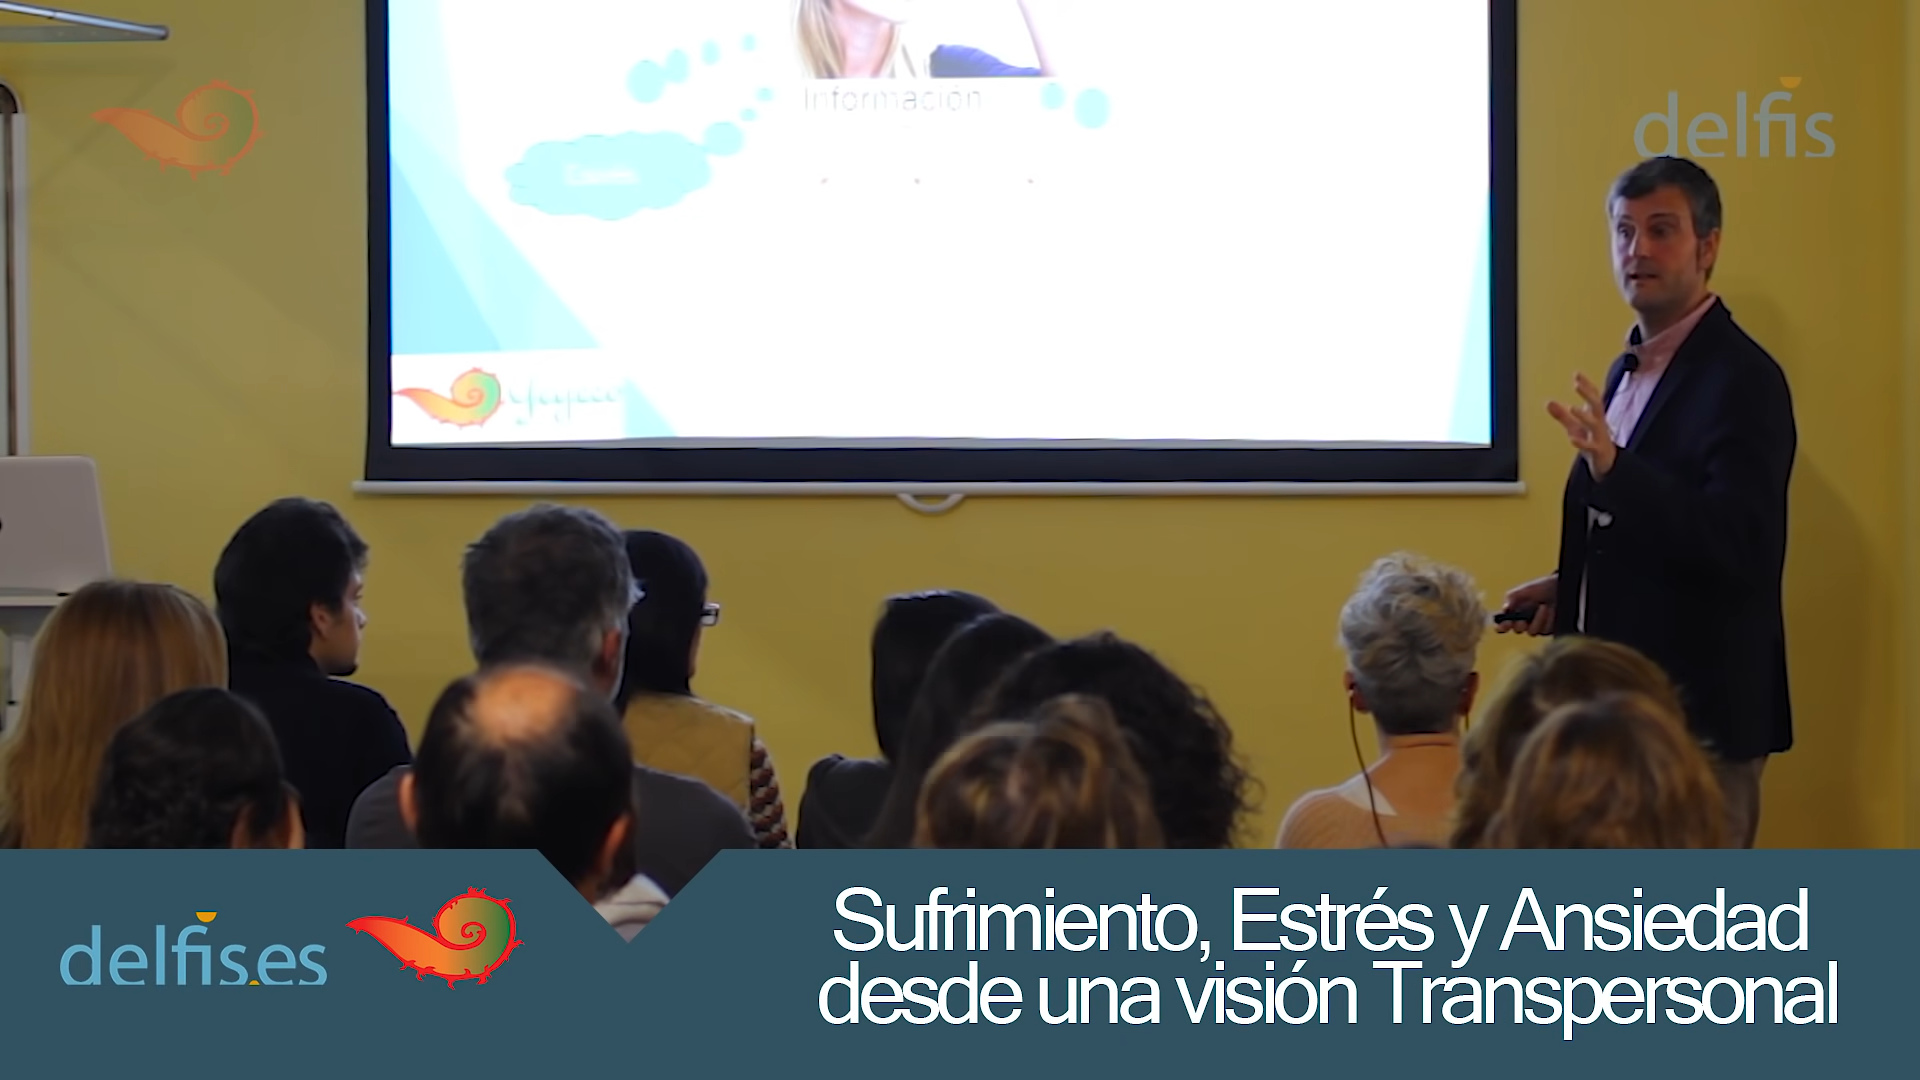 Información
delfis
delfis.es
Sufrimiento, Estrés y Ansiedad
desde una visión Transpersonal